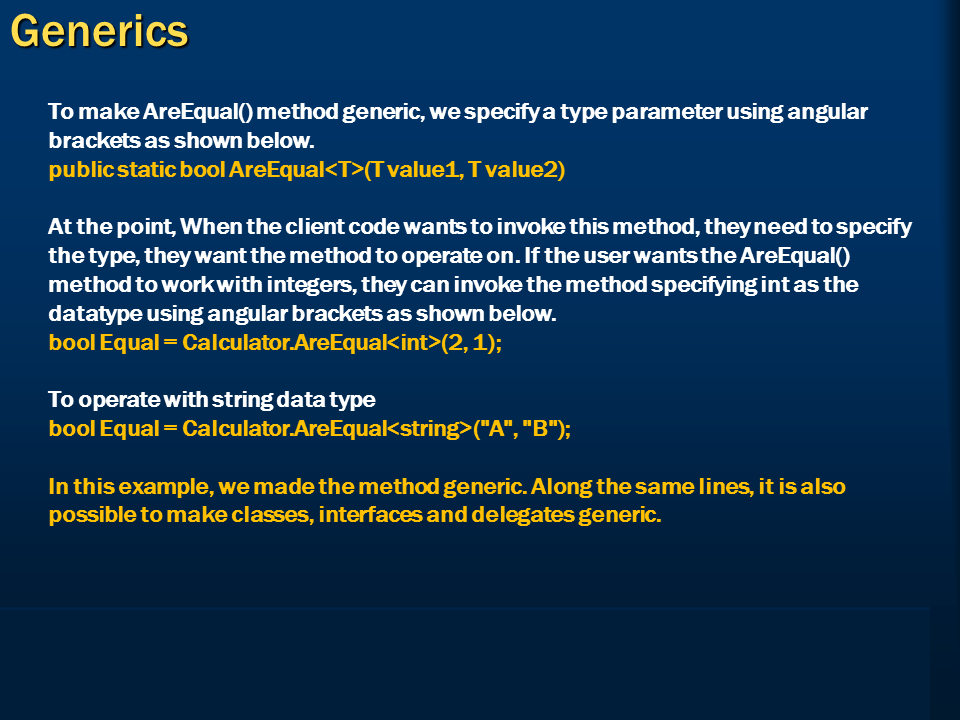 Generics
To make AreEqual() method generic, we specify a type parameter using angular
brackets as shown below.
public static bool AreEqual<T>(T value1, T value2)
At the point, When the client code wants to invoke this method, they need to specify
the type, they want the method to operate on. If the user wants the AreEqual()
method to work with integers, they can invoke the method specifying int as the
datatype using angular brackets as shown below.
bool Equal = Calculator.AreEqual<int>(2, 1);
To operate with string data type
bool Equal = Calculator.AreEqual<string>("A", "B");
In this example, we made the method generic. Along the same lines, it is also
possible to make classes, interfaces and delegates generic.